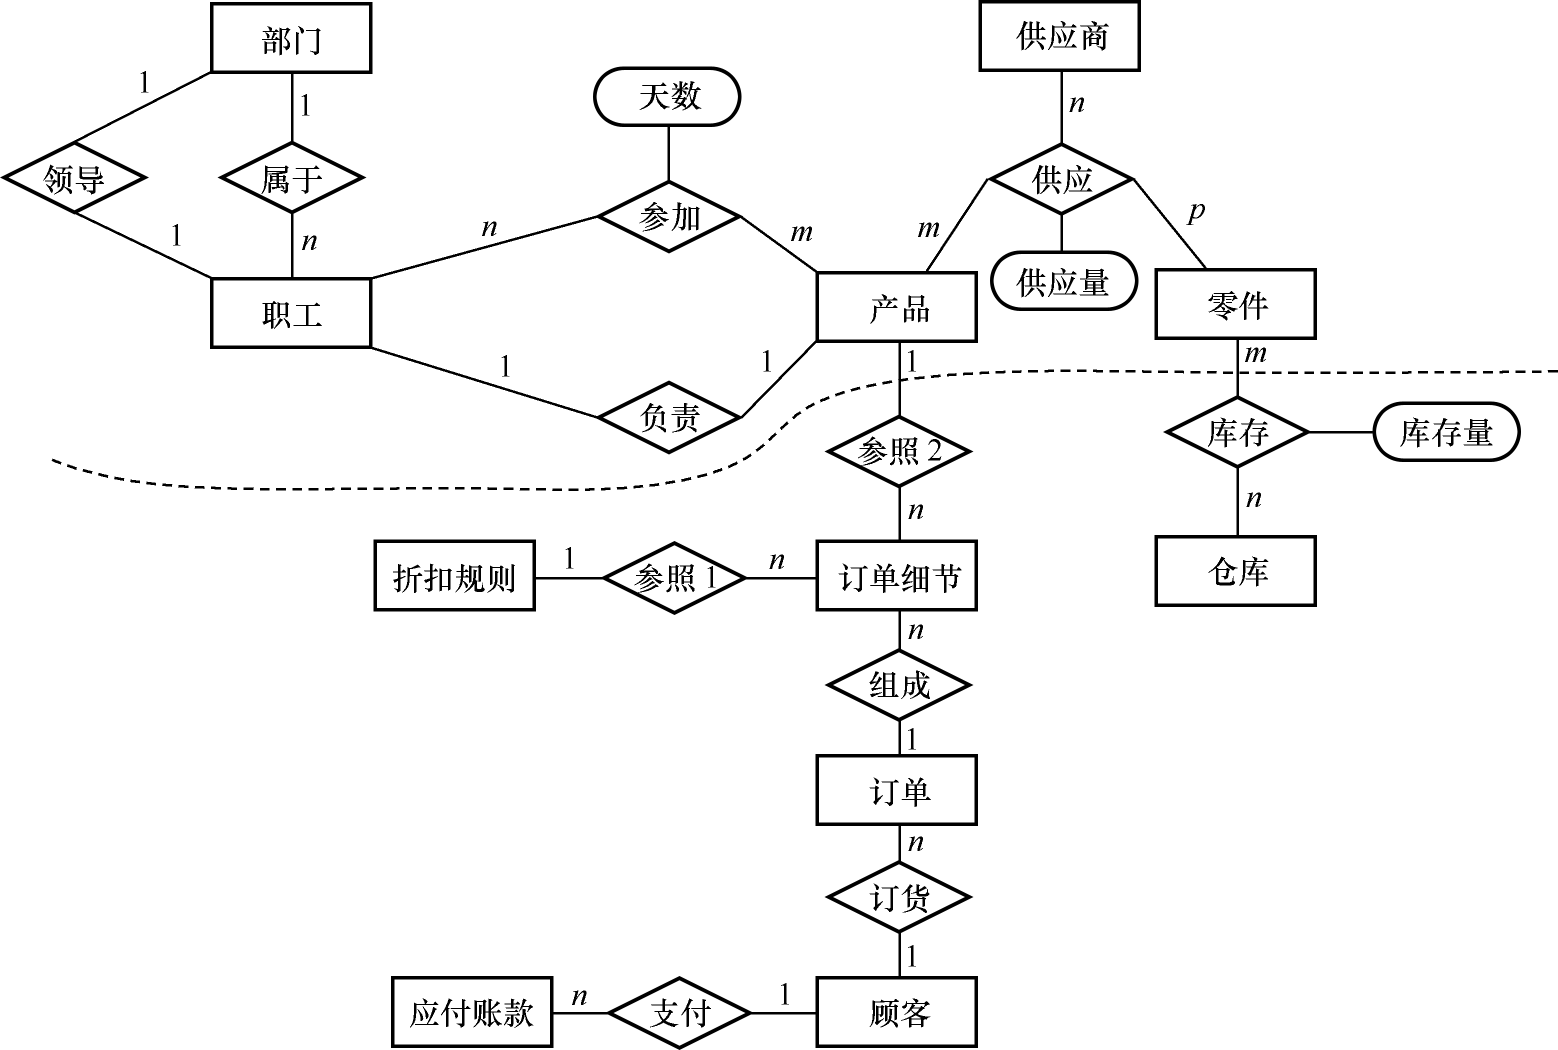 部门
供应商
1
天数
1
n
领导
属于
供应
参加
p
1
n
n
m
m
供应量
职工
产品
零件
1
1
1
m
负责
参照 2
库存
库存量
n
n
折扣规则
1
参照 1
n
订单细节
仓库
n
组成
1
订单
n
订货
1
应付账款
n
支付
1
顾客